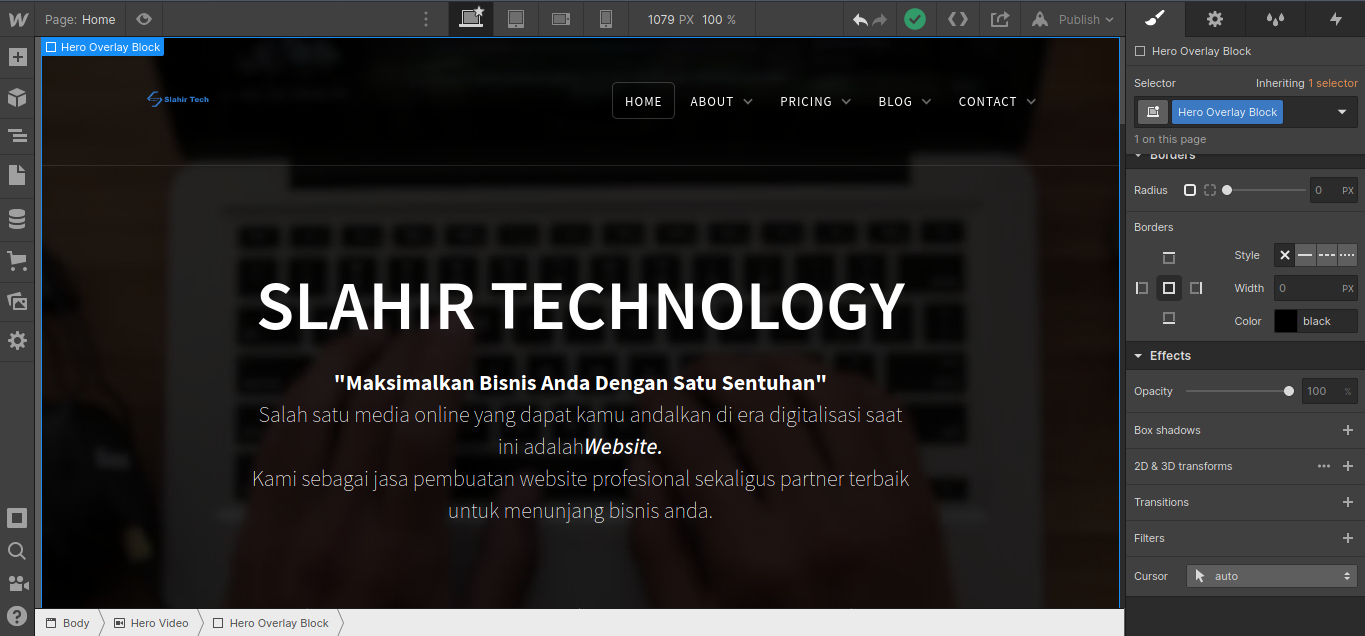 Page: Home
1079 PX 100 %
Publish
Hero Overlay Block
Slahir Tech
HOME
ABOUT
PRICING
BLOG
CONTACT
SLAHIR TECHNOLOGY
"Maksimalkan Bisnis Anda Dengan Satu Sentuhan"
Salah satu media online yang dapat kamu andalkan di era digitalisasi saat
ini adalahWebsite.
Kami sebagai jasa pembuatan website profesional sekaligus partner terbaik
untuk menunjang bisnis anda.
Body
Hero Video
Hero Overlay Block
Hero Overlay Block
Selector
Inheriting 1 selector
Hero Overlay Block
1 on this page
Borders
Radius
0 PX
Borders
Style
Width
0 PX
Color
black
Effects
Opacity
100 %
Box shadows
2D & 3D transforms
Transitions
Filters
Cursor
auto